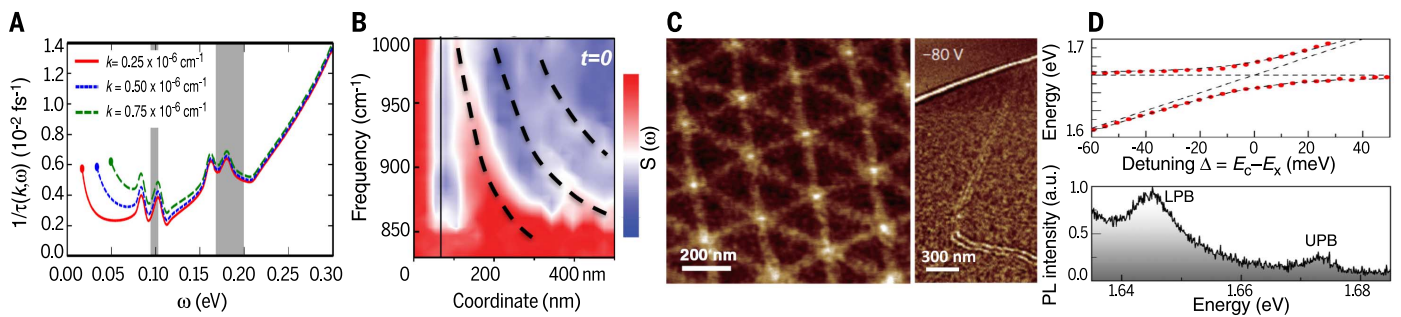 A
1/τ(k,ω) (10⁻² fs⁻¹)
1.4
1.2
1.0
0.8
0.6
0.4
0.2
0.0
k= 0.25 x 10⁻⁶ cm⁻¹
k = 0.50 x 10⁻⁶ cm⁻¹
k = 0.75 x 10⁻⁶ cm⁻¹
0.00 0.05 0.10 0.15 0.20 0.25 0.30
ω (eV)
B
Frequency (cm⁻¹)
1000
950
900
850
t=0
0 200 400 nm
Coordinate (nm)
S (ω)
C
200 nm
−80 V
300 nm
D
Energy (eV)
1.7
1.6
-60 -40 -20 0 20 40
Detuning Δ = Ec−Ex (meV)
PL intensity (a.u.)
1.0
0.5
0.0
LPB
UPB
1.64 1.66 1.68
Energy (eV)